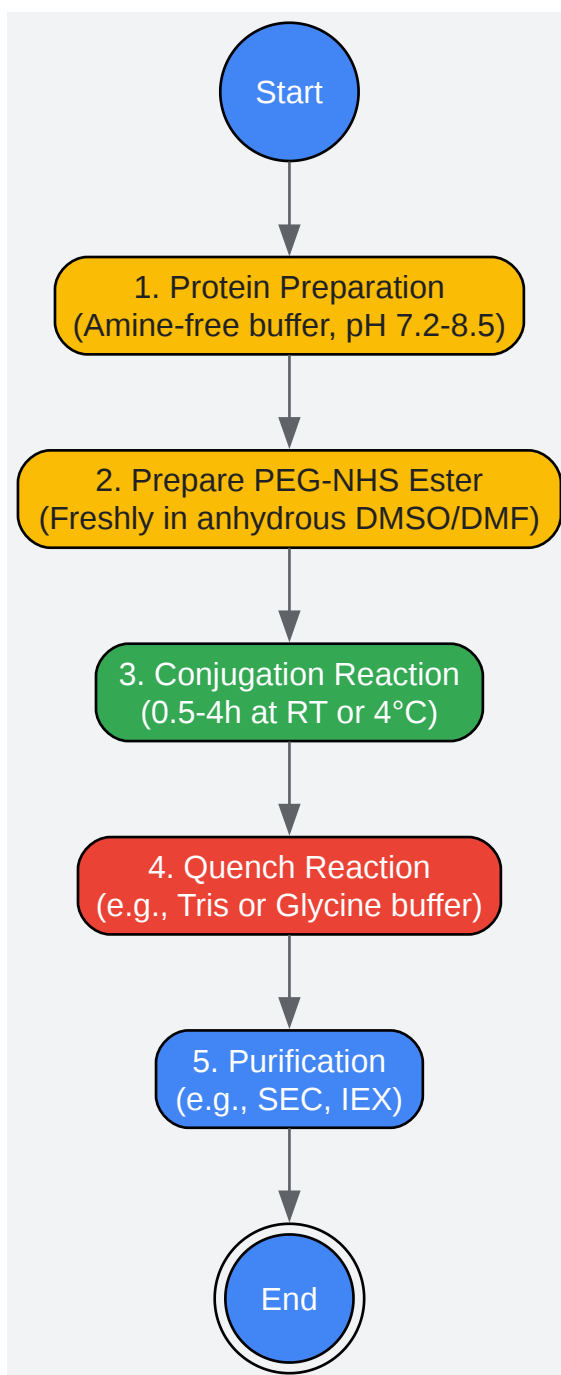 Start
1. Protein Preparation
(Amine-free buffer, pH 7.2-8.5)
2. Prepare PEG-NHS Ester
(Freshly in anhydrous DMSO/DMF)
3. Conjugation Reaction
(0.5-4h at RT or 4°C)
4. Quench Reaction
(e.g., Tris or Glycine buffer)
5. Purification
(e.g., SEC, IEX)
End